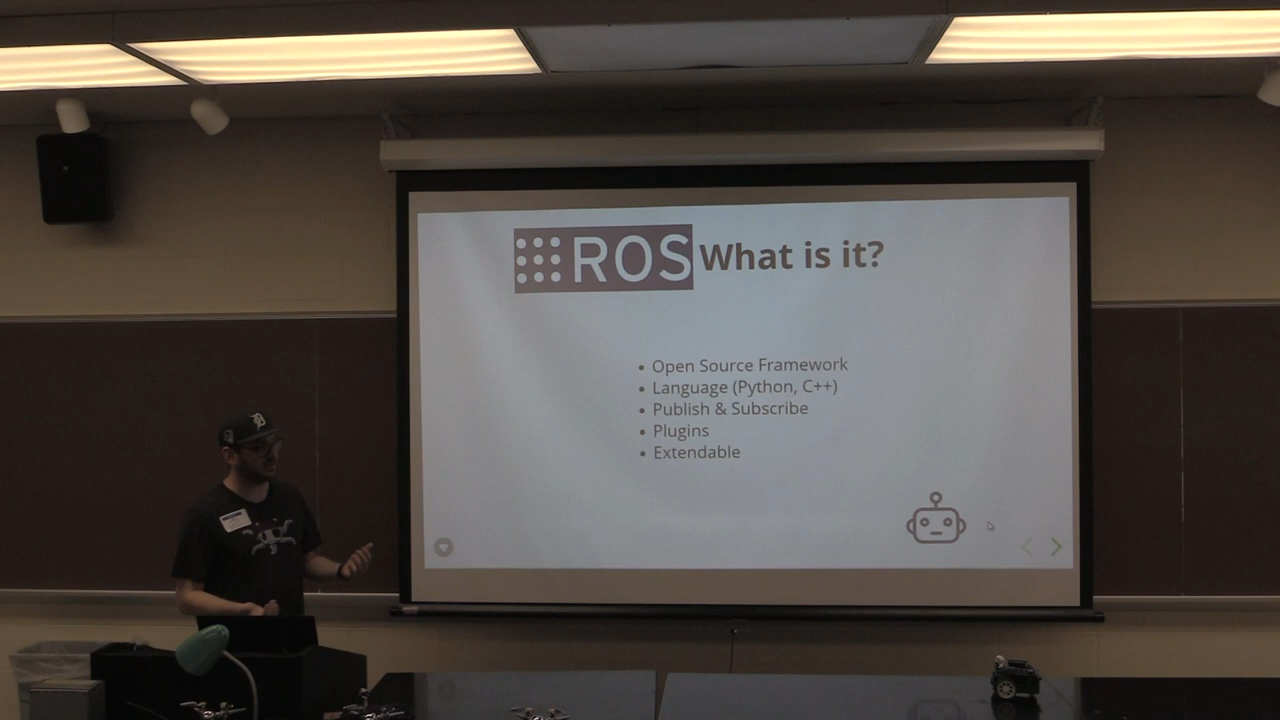 ROS What is it?
• Open Source Framework
• Language (Python, C++)
• Publish & Subscribe
• Plugins
• Extendable